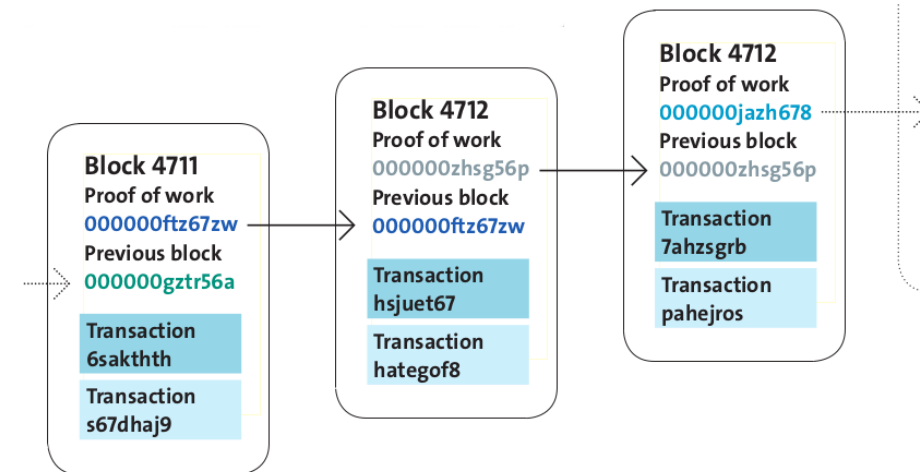 Block 4711
Proof of work
000000ftz67zw
Previous block
000000gztr56a
Transaction
6sakthth
Transaction
s67dhaj9
Block 4712
Proof of work
000000zhsg56p
Previous block
000000ftz67zw
Transaction
hsjuet67
Transaction
hategof8
Block 4712
Proof of work
000000jazh678
Previous block
000000zhsg56p
Transaction
7ahzsgrb
Transaction
pahejros